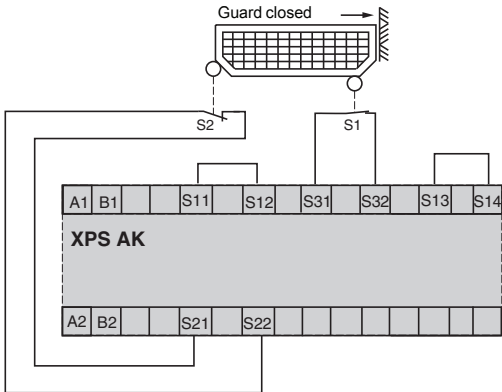 Guard closed
S2
S1
A1 B1 S11 S12 S31 S32 S13 S14
XPS AK
A2 B2 S21 S22